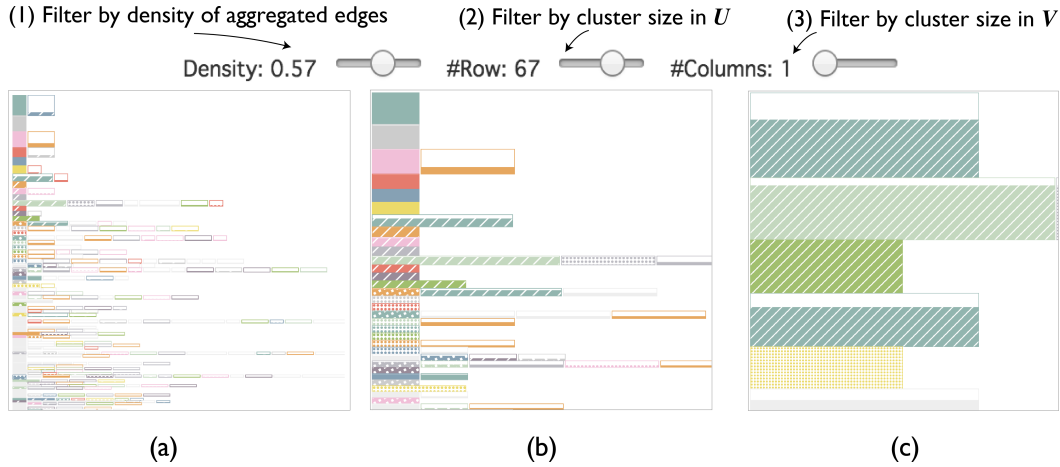 (1) Filter by density of aggregated edges
(2) Filter by cluster size in U
(3) Filter by cluster size in V
Density: 0.57
#Row: 67
#Columns: 1
(a)
(b)
(c)